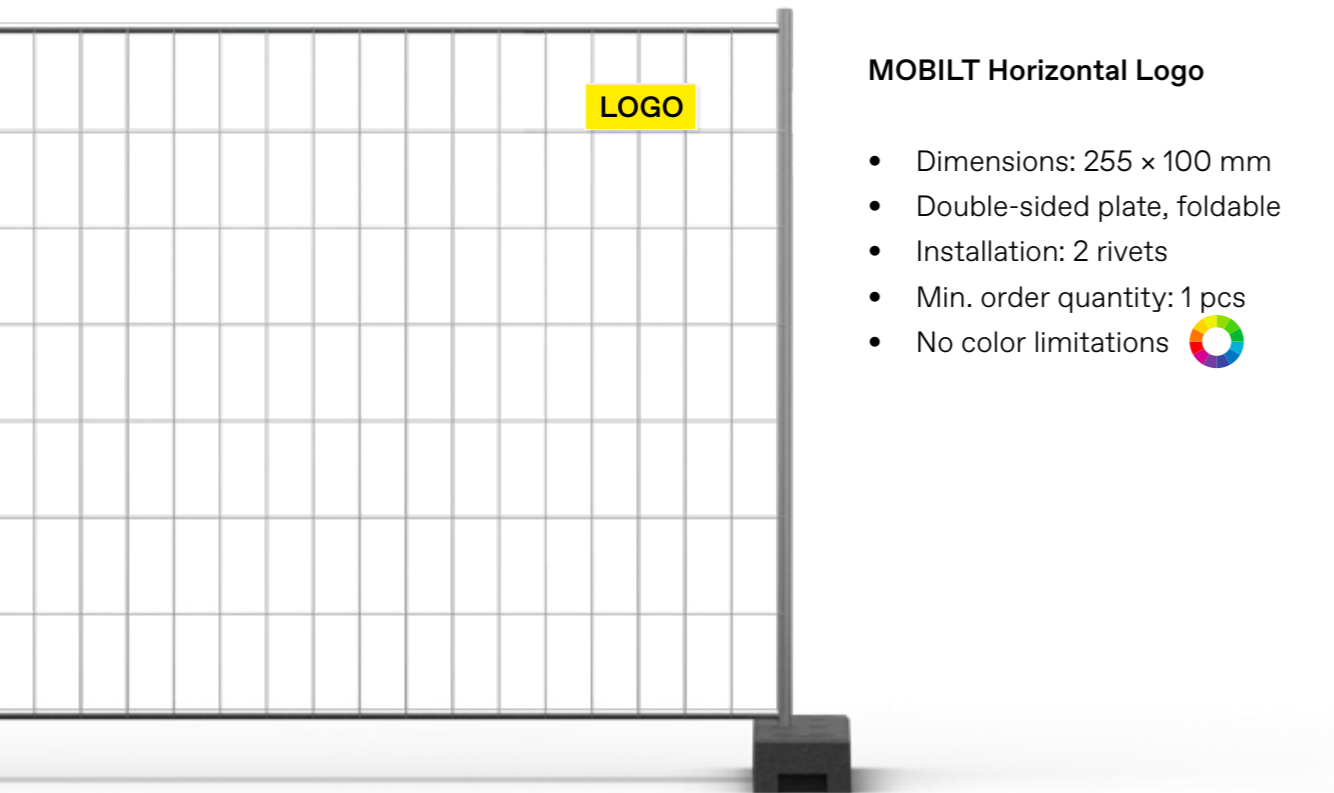 LOGO
MOBILT Horizontal Logo
• Dimensions: 255 × 100 mm
• Double-sided plate, foldable
• Installation: 2 rivets
• Min. order quantity: 1 pcs
• No color limitations